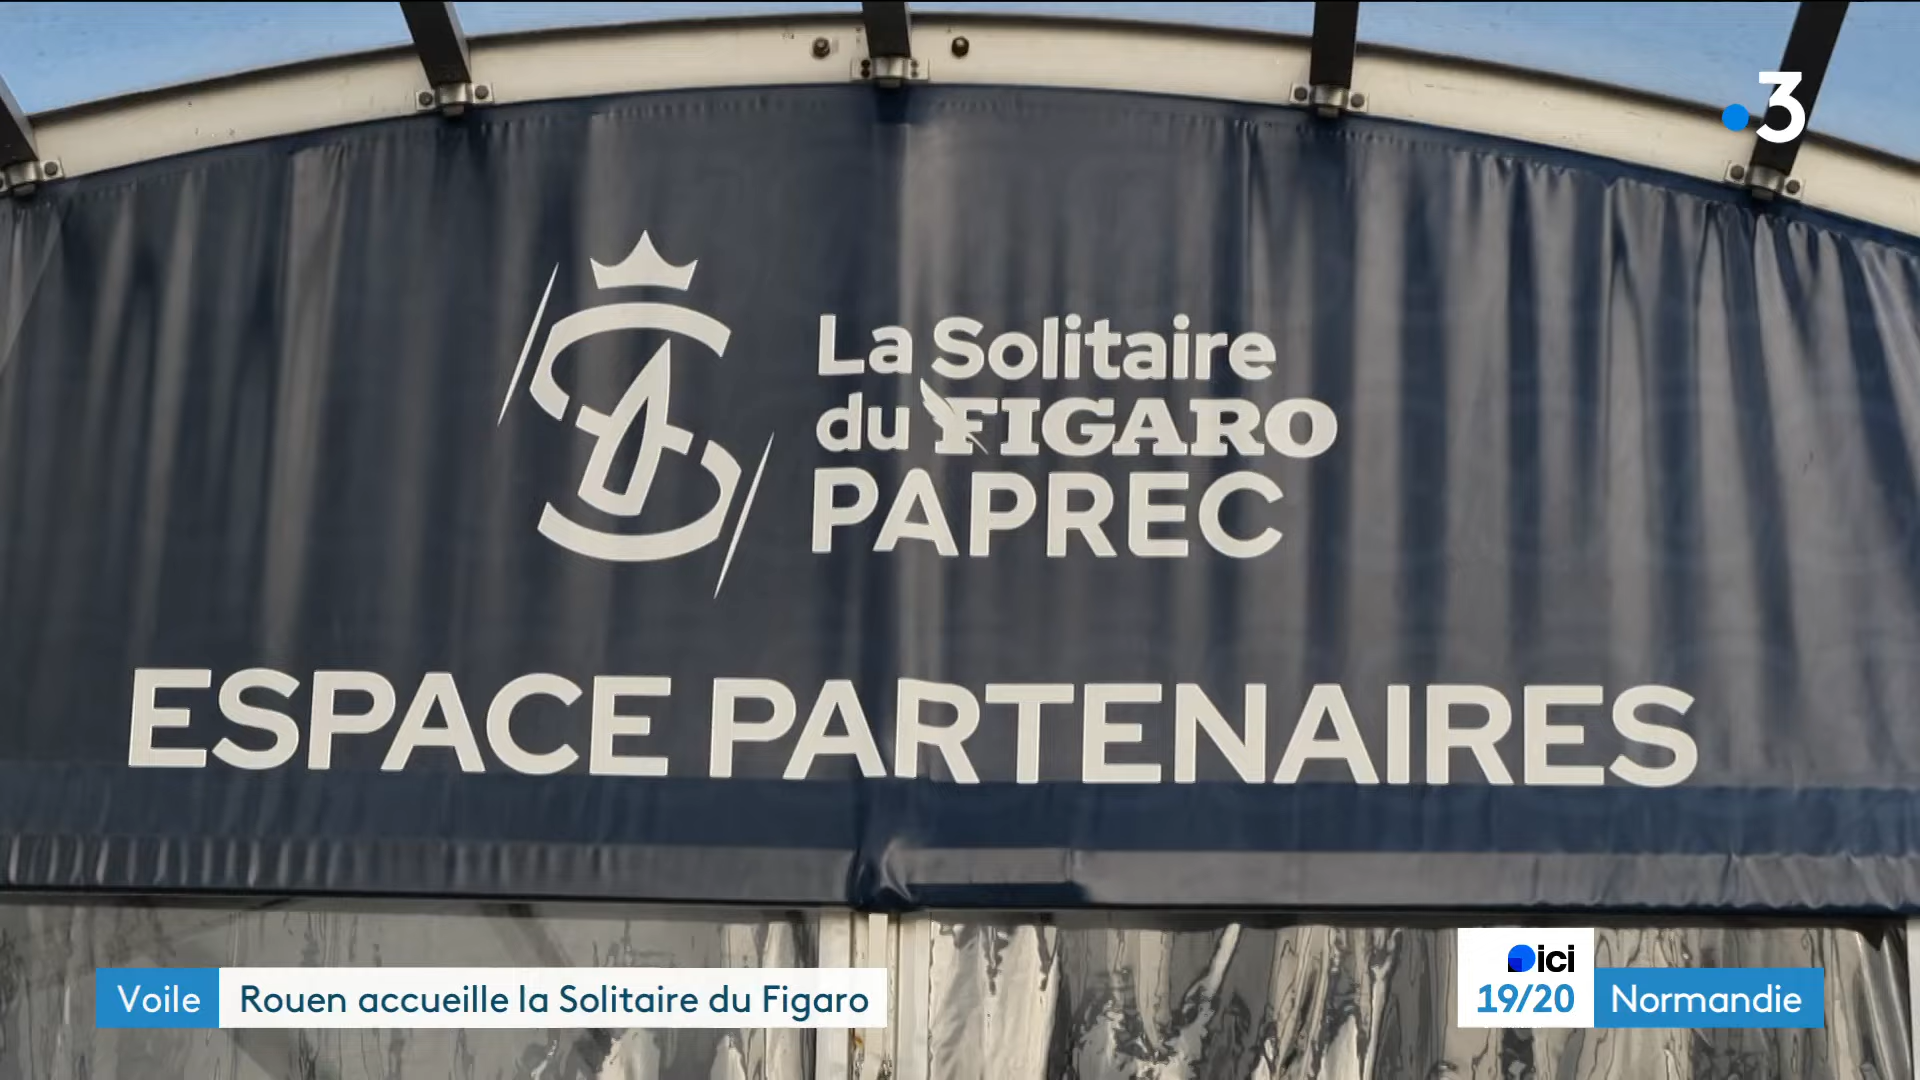 3
La Solitaire
du FIGARO
PAPREC
ESPACE PARTENAIRES
Voile Rouen accueille la Solitaire du Figaro
ici
19/20 Normandie